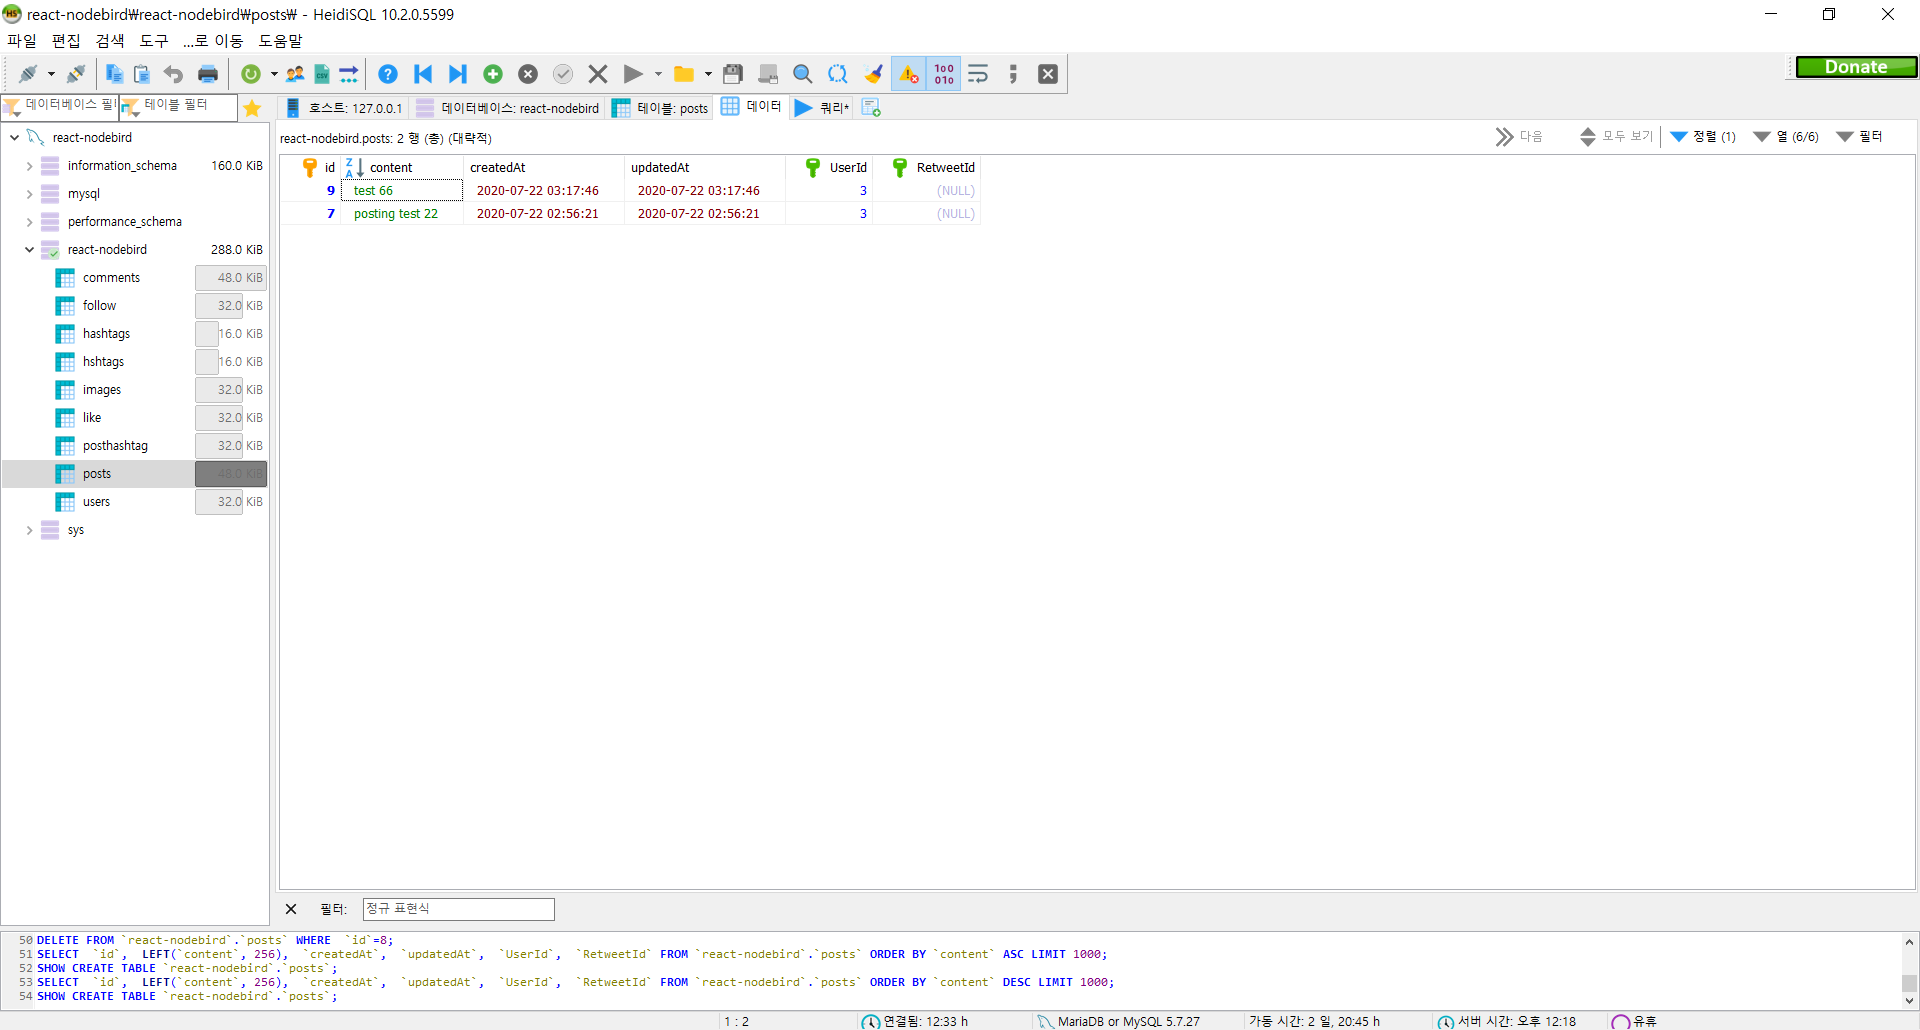 react-nodebird₩react-nodebird₩posts₩ - HeidiSQL 10.2.0.5599
파일 편집 검색 도구 ...로 이동 도움말
Donate
데이터베이스 필 테이블 필터
호스트: 127.0.0.1 데이터베이스: react-nodebird 테이블: posts 데이터 쿼리*
react-nodebird.posts: 2 행 (총) (대략적) 다음 모두 보기 정렬 (1) 열 (6/6) 필터
react-nodebird
information_schema 160.0 KiB
mysql
performance_schema
react-nodebird 288.0 KiB
comments 48.0 KiB
follow 32.0 KiB
hashtags 16.0 KiB
hshtags 16.0 KiB
images 32.0 KiB
like 32.0 KiB
posthashtag 32.0 KiB
posts 48.0 KiB
users 32.0 KiB
sys
id content createdAt updatedAt UserId RetweetId
9 test 66 2020-07-22 03:17:46 2020-07-22 03:17:46 3 (NULL)
7 posting test 22 2020-07-22 02:56:21 2020-07-22 02:56:21 3 (NULL)
필터: 정규 표현식
50 DELETE FROM `react-nodebird`.`posts` WHERE `id`=8;
51 SELECT `id`, LEFT(`content`, 256), `createdAt`, `updatedAt`, `UserId`, `RetweetId` FROM `react-nodebird`.`posts` ORDER BY `content` ASC LIMIT 1000;
52 SHOW CREATE TABLE `react-nodebird`.`posts`;
53 SELECT `id`, LEFT(`content`, 256), `createdAt`, `updatedAt`, `UserId`, `RetweetId` FROM `react-nodebird`.`posts` ORDER BY `content` DESC LIMIT 1000;
54 SHOW CREATE TABLE `react-nodebird`.`posts`;
1 : 2 연결됨: 12:33 h MariaDB or MySQL 5.7.27 가동 시간: 2 일, 20:45 h 서버 시간: 오후 12:18 유휴